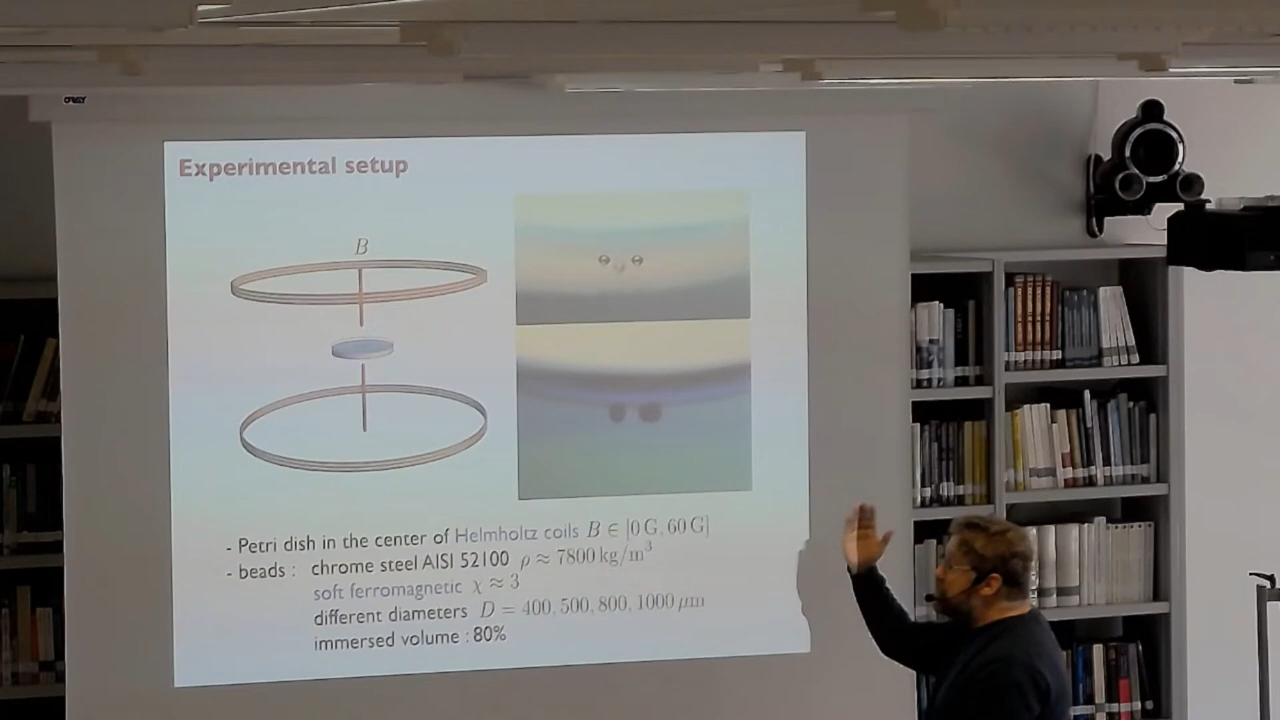 ORAY
Experimental setup
B
- Petri dish in the center of Helmholtz coils B ∈ [0 G, 60 G]
- beads : chrome steel AISI 52100 ρ ≈ 7800 kg/m³
soft ferromagnetic χ ≈ 3
different diameters D = 400, 500, 800, 1000 μm
immersed volume : 80%